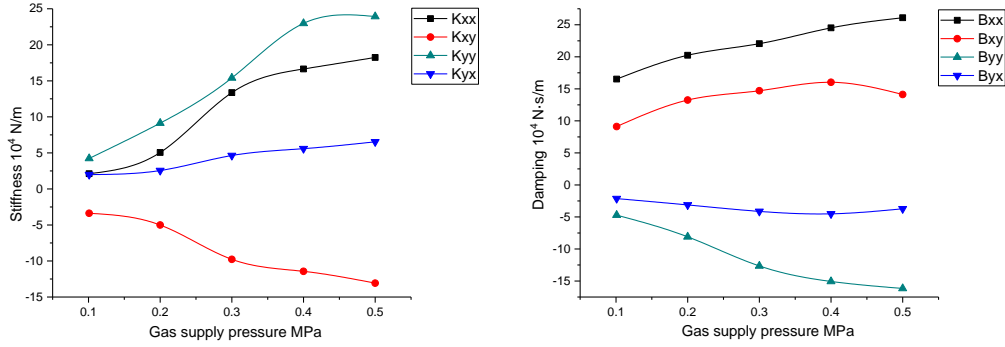 25
20
15
10
5
0
-5
-10
-15
0.1 0.2 0.3 0.4 0.5
Stiffness 10⁴ N/m
Gas supply pressure MPa
Kxx
Kxy
Kyy
Kyx
25
20
15
10
5
0
-5
-10
-15
0.1 0.2 0.3 0.4 0.5
Damping 10⁴ N·s/m
Gas supply pressure MPa
Bxx
Bxy
Byy
Byx